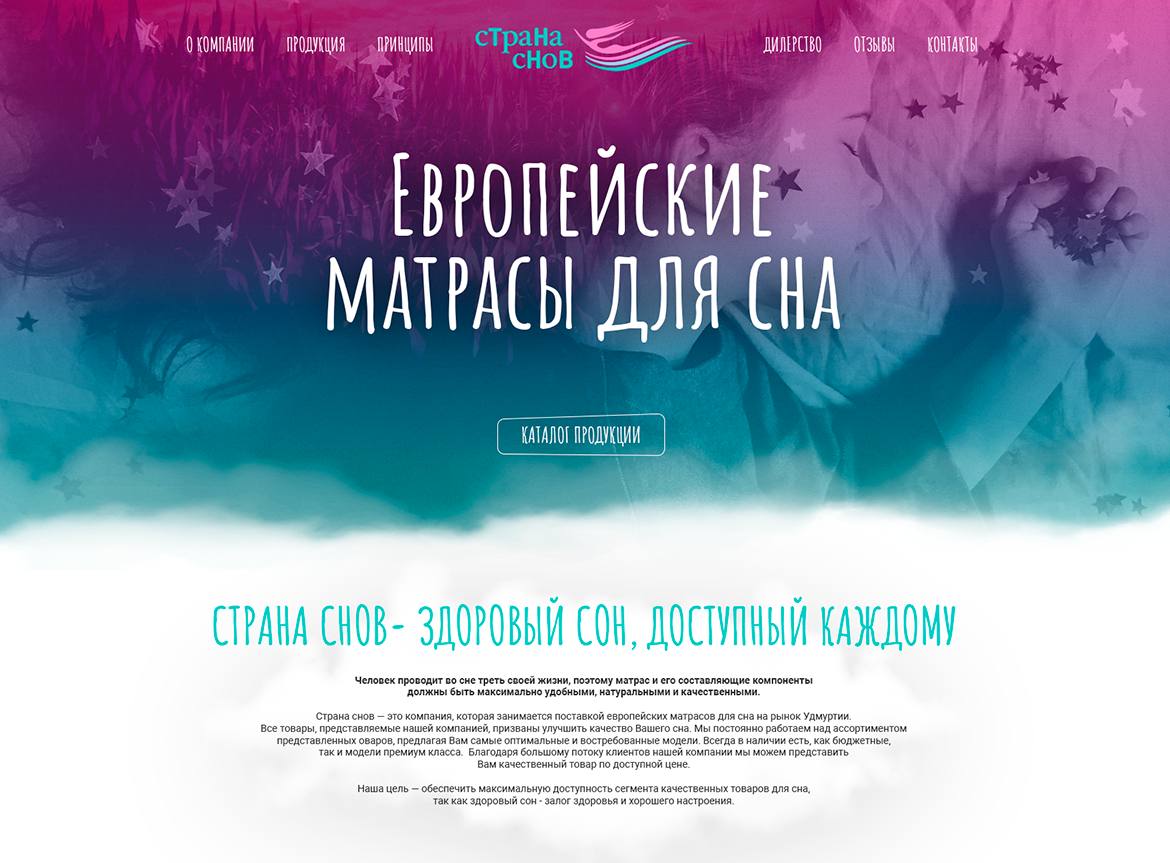 О КОМПАНИИ ПРОДУКЦИЯ ПРИНЦИПЫ страна снов ДИЛЕРСТВО ОТЗЫВЫ КОНТАКТЫ
Европейские
матрасы для сна
КАТАЛОГ ПРОДУКЦИИ
СТРАНА СНОВ- ЗДОРОВЫЙ СОН, ДОСТУПНЫЙ КАЖДОМУ
Человек проводит во сне треть своей жизни, поэтому матрас и его составляющие компоненты
должны быть максимально удобными, натуральными и качественными.
Страна снов — это компания, которая занимается поставкой европейских матрасов для сна на рынок Удмуртии.
Все товары, представляемые нашей компанией, призваны улучшить качество Вашего сна. Мы постоянно работаем над ассортиментом
представленных оваров, предлагая Вам самые оптимальные и востребованные модели. Всегда в наличии есть, как бюджетные,
так и модели премиум класса. Благодаря большому потоку клиентов нашей компании мы можем представить
Вам качественный товар по доступной цене.
Наша цель — обеспечить максимальную доступность сегмента качественных товаров для сна,
так как здоровый сон - залог здоровья и хорошего настроения.